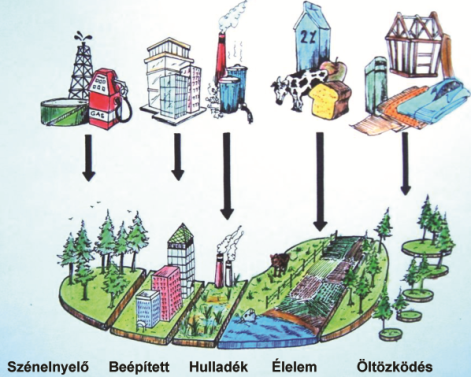 2%
GAS
Szénelnyelő Beépített Hulladék Élelem Öltözködés